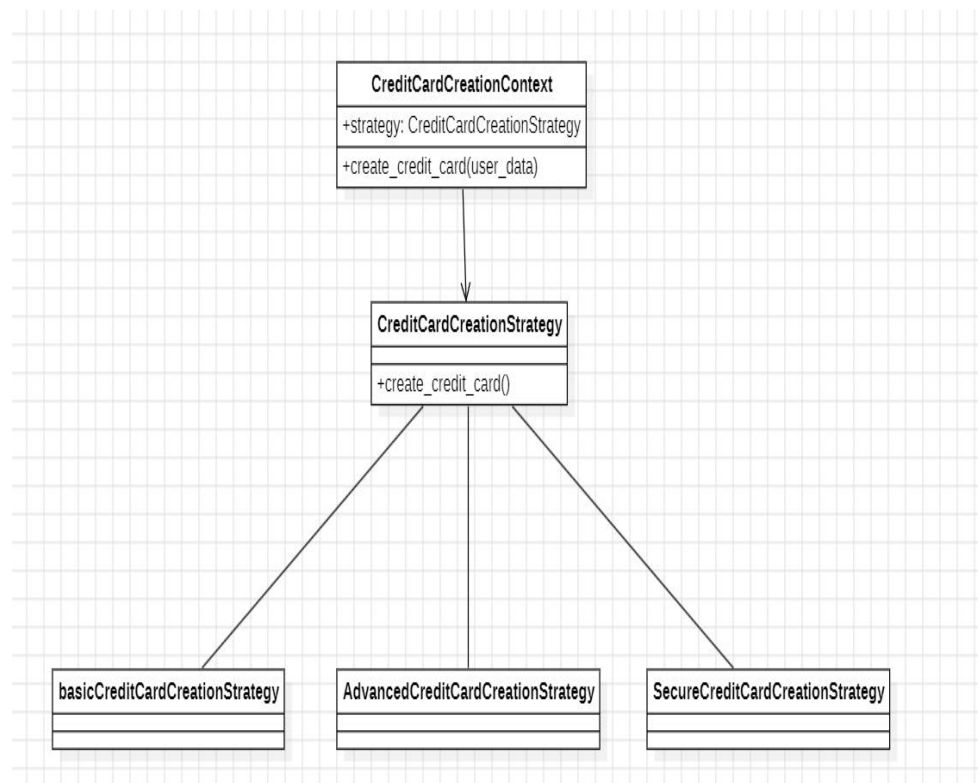 CreditCardCreationContext
+strategy: CreditCardCreationStrategy
+create_credit_card(user_data)
CreditCardCreationStrategy
+create_credit_card()
basicCreditCardCreationStrategy
AdvancedCreditCardCreationStrategy
SecureCreditCardCreationStrategy